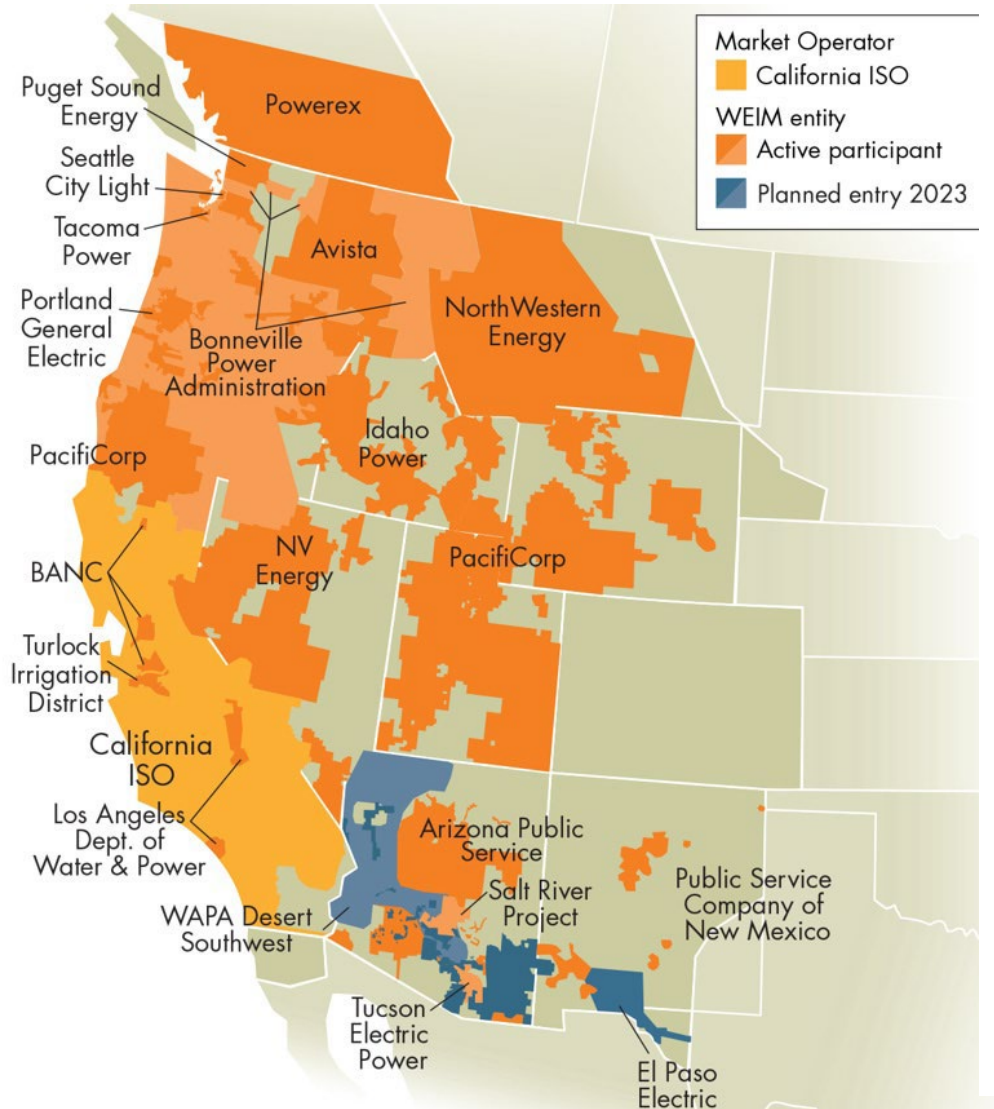 Market Operator
California ISO
WEIM entity
Active participant
Planned entry 2023
Powerex
Puget Sound
Energy
Seattle
City Light
Tacoma
Power
Avista
Portland
General
Electric
Bonneville
Power
Administration
NorthWestern
Energy
PacifiCorp
Idaho
Power
BANC
NV
Energy
PacifiCorp
Turlock
Irrigation
District
California
ISO
Los Angeles
Dept. of
Water & Power
Arizona Public
Service
WAPA Desert
Southwest
Salt River
Project
Public Service
Company of
New Mexico
Tucson
Electric
Power
El Paso
Electric